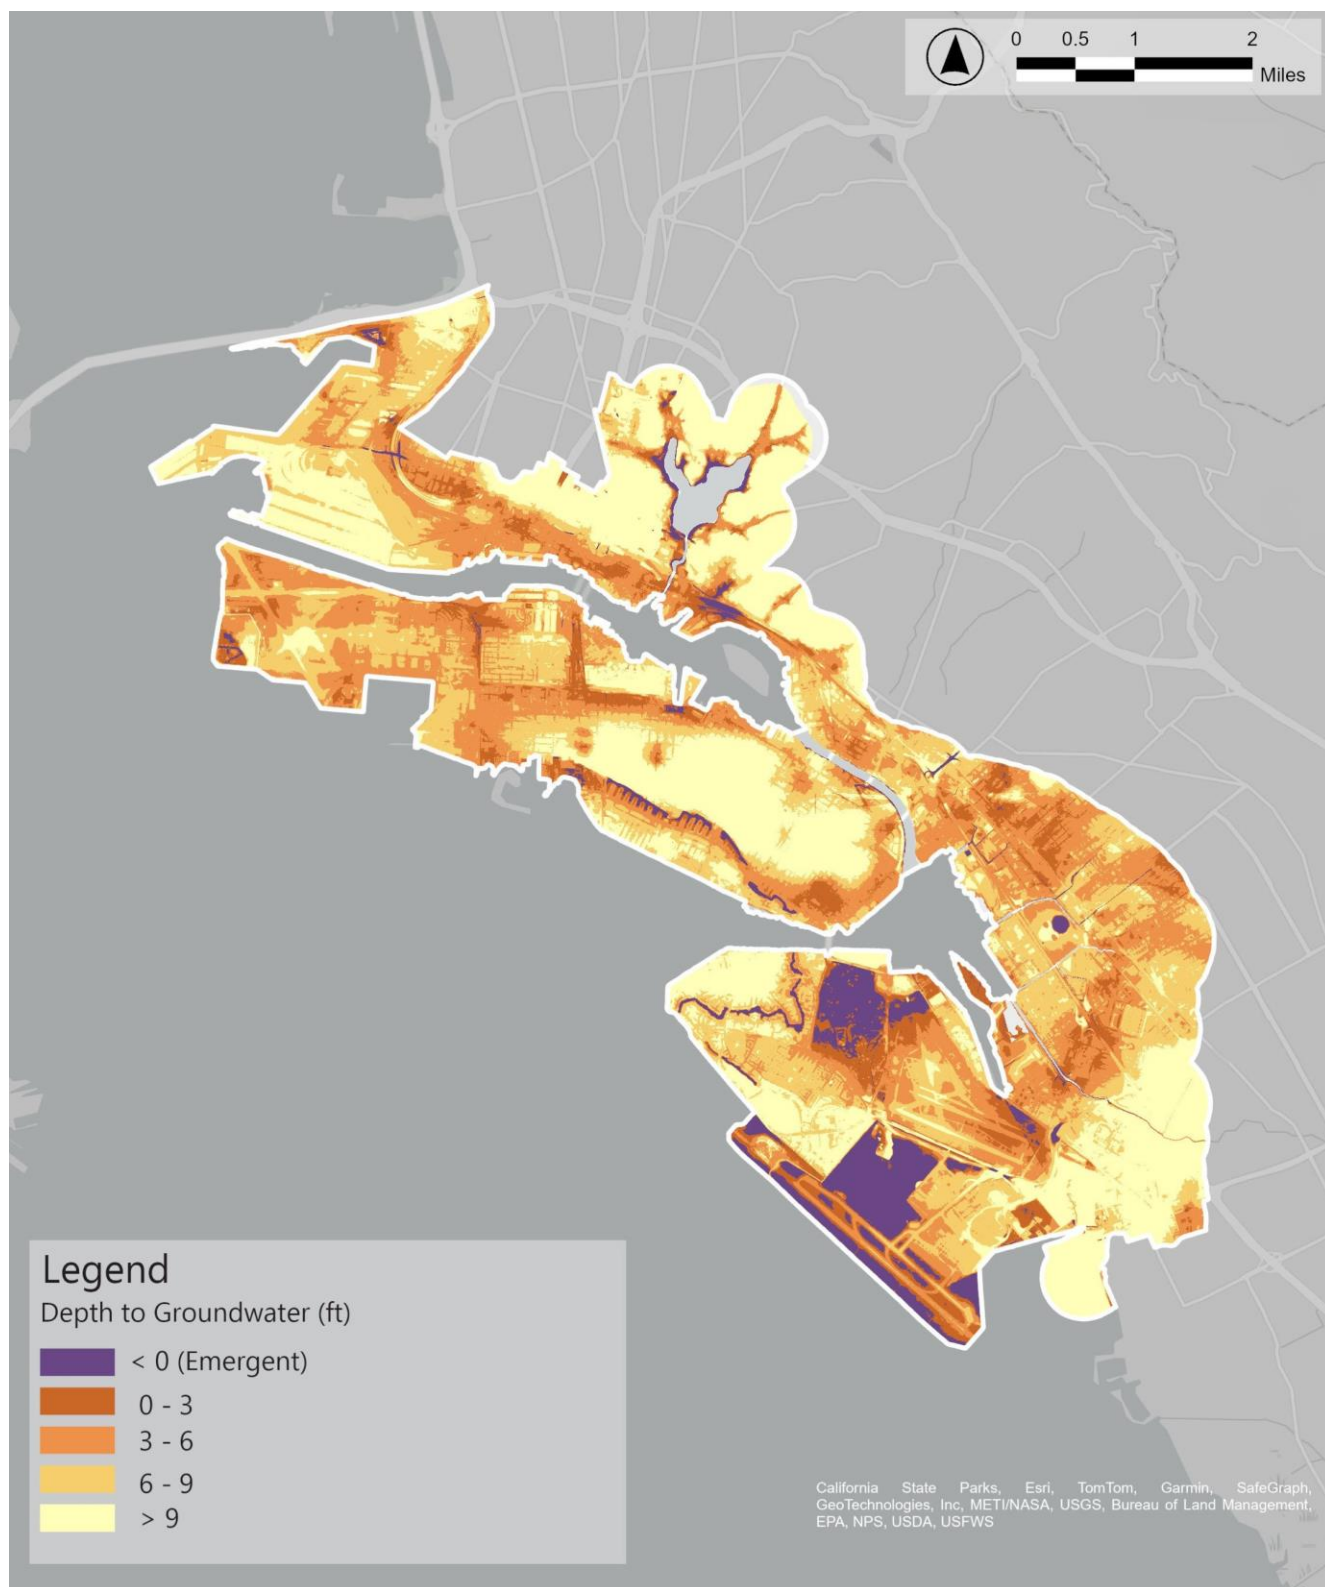 0 0.5 1 2
Miles
Legend
Depth to Groundwater (ft)
< 0 (Emergent)
0 - 3
3 - 6
6 - 9
> 9
California State Parks, Esri, TomTom, Garmin, SafeGraph,
GeoTechnologies, Inc, METI/NASA, USGS, Bureau of Land Management,
EPA, NPS, USDA, USFWS